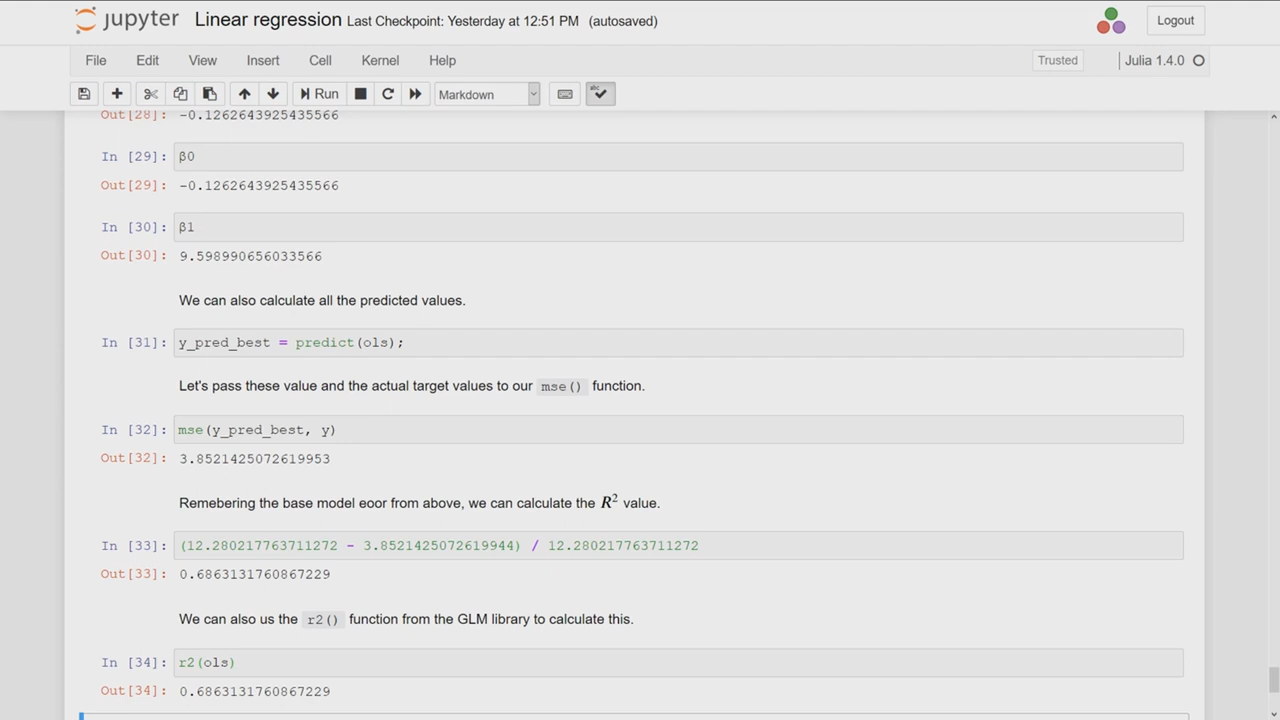 jupyter Linear regression Last Checkpoint: Yesterday at 12:51 PM (autosaved) Logout
File Edit View Insert Cell Kernel Help Trusted Julia 1.4.0
Run Markdown
Out[28]: -0.1262643925435566
In [29]: β0
Out[29]: -0.1262643925435566
In [30]: β1
Out[30]: 9.598990656033566
We can also calculate all the predicted values.
In [31]: y_pred_best = predict(ols);
Let's pass these value and the actual target values to our mse() function.
In [32]: mse(y_pred_best, y)
Out[32]: 3.8521425072619953
Remebering the base model eoor from above, we can calculate the R² value.
In [33]: (12.280217763711272 - 3.8521425072619944) / 12.280217763711272
Out[33]: 0.6863131760867229
We can also us the r2() function from the GLM library to calculate this.
In [34]: r2(ols)
Out[34]: 0.6863131760867229